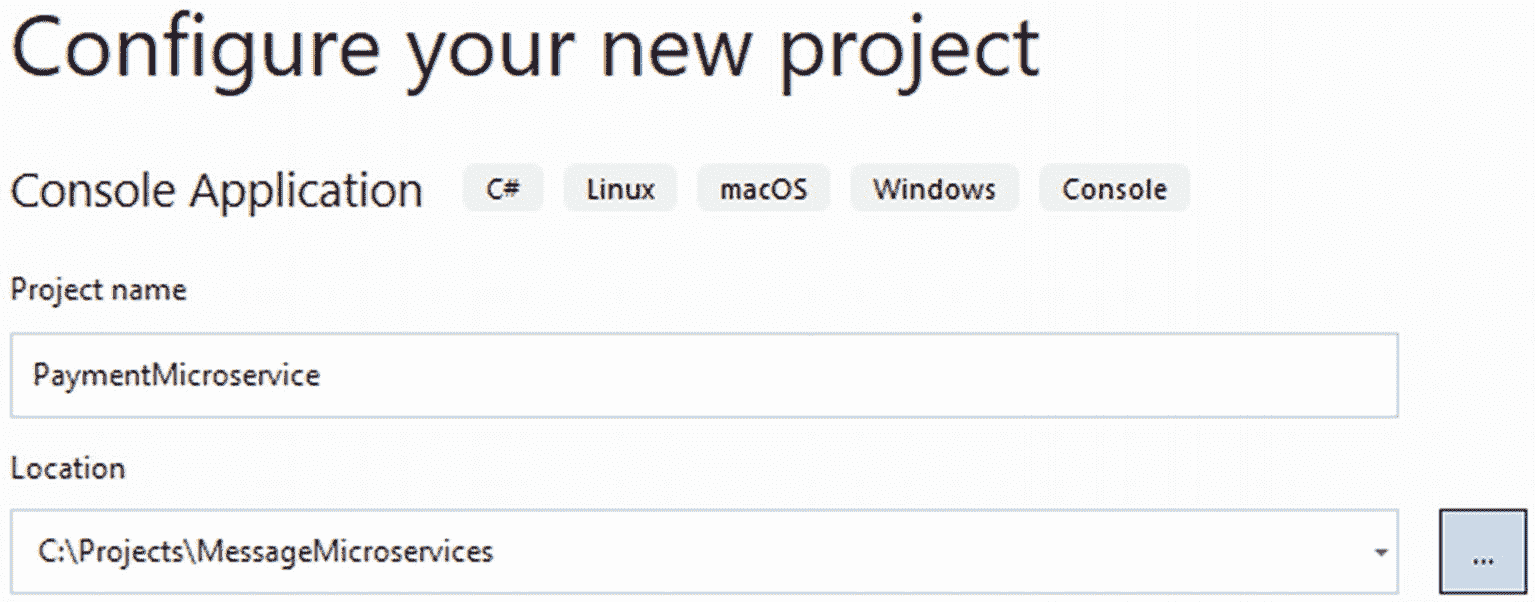 Configure your new project
Console Application C# Linux macOS Windows Console
Project name
PaymentMicroservice
Location
C:\Projects\MessageMicroservices ...